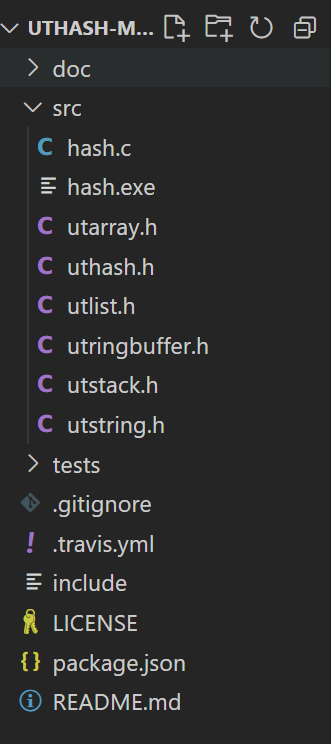 UTHASH-M...
doc
src
hash.c
hash.exe
utarray.h
uthash.h
utlist.h
utringbuffer.h
utstack.h
utstring.h
tests
.gitignore
.travis.yml
include
LICENSE
package.json
README.md